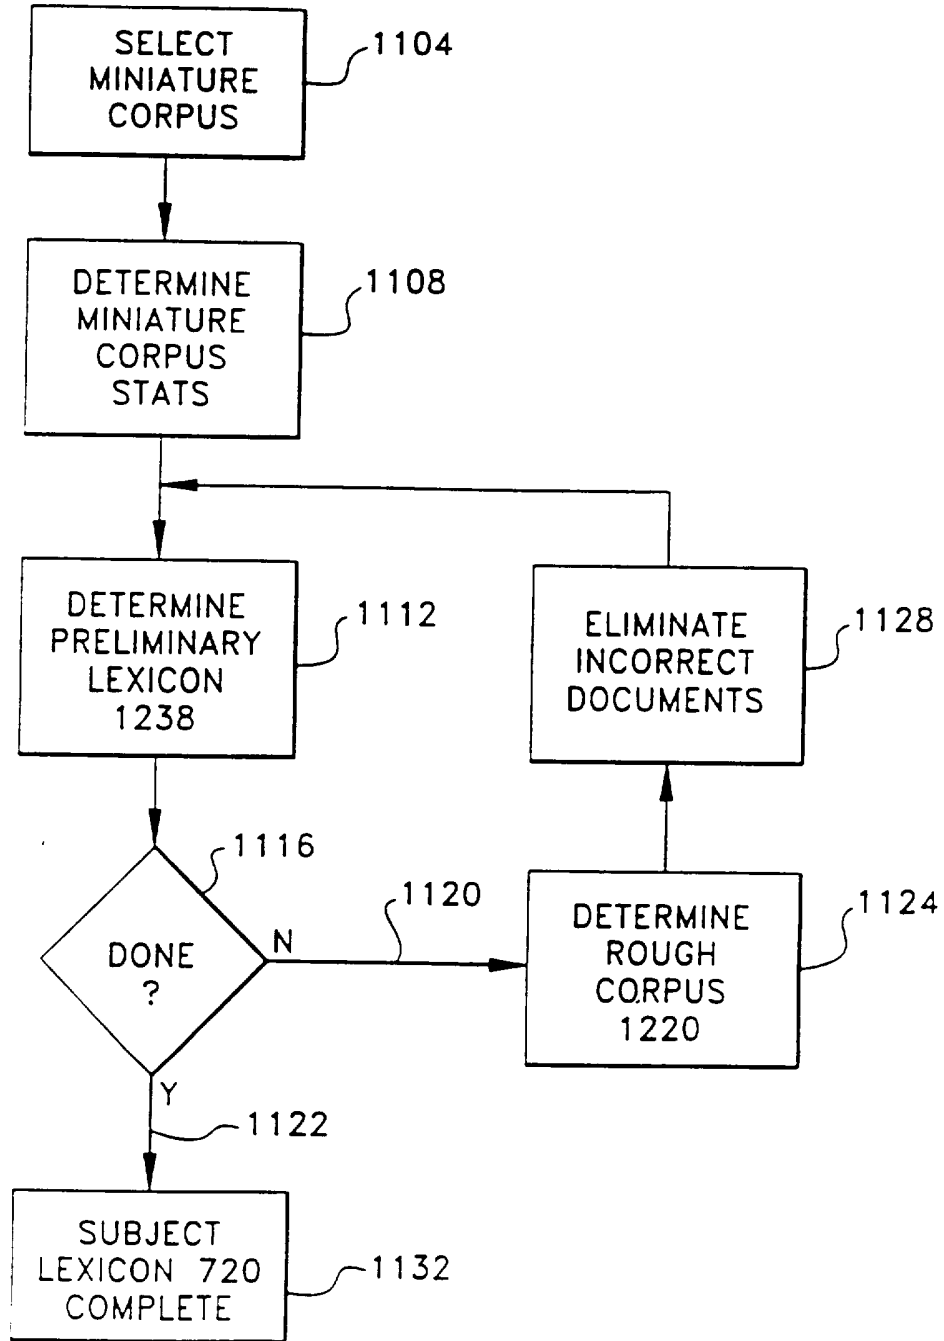 SELECT
MINIATURE
CORPUS
1104
DETERMINE
MINIATURE
CORPUS
STATS
1108
DETERMINE
PRELIMINARY
LEXICON
1238
1112
ELIMINATE
INCORRECT
DOCUMENTS
1128
DONE
?
1116
N
1120
DETERMINE
ROUGH
CORPUS
1220
1124
Y
1122
SUBJECT
LEXICON 720
COMPLETE
1132